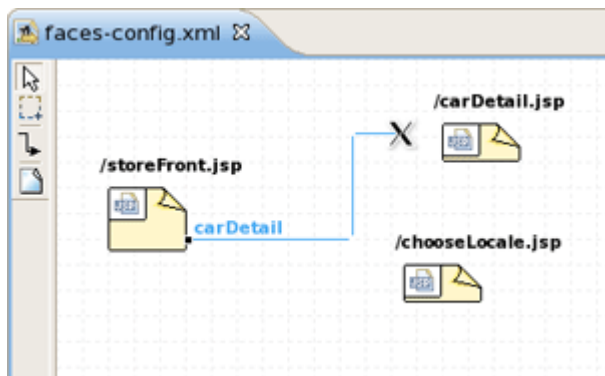 faces-config.xml
/carDetail.jsp
/storeFront.jsp
carDetail
/chooseLocale.jsp